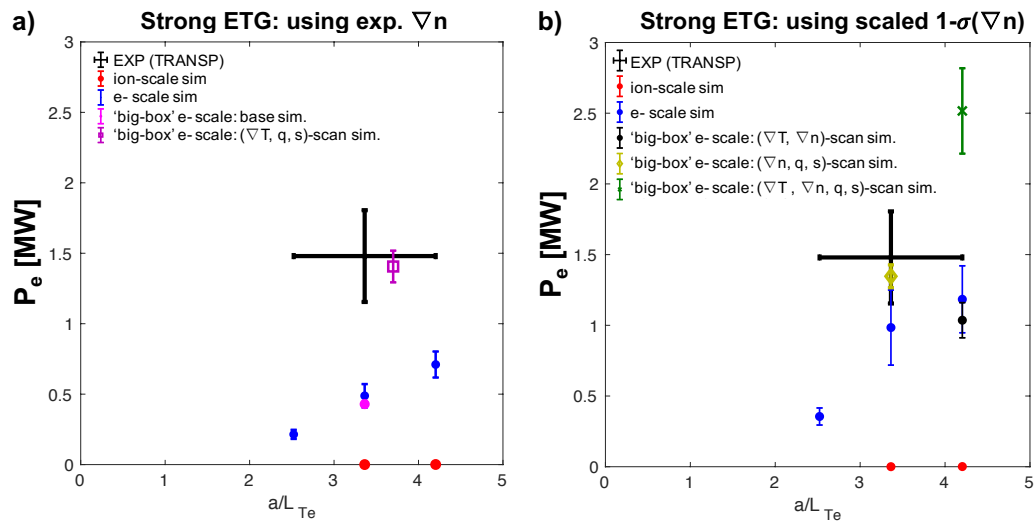 a) Strong ETG: using exp. ∇n
3
EXP (TRANSP)
ion-scale sim
e- scale sim
‘big-box’ e- scale: base sim.
‘big-box’ e- scale: (∇T, q, s)-scan sim.
2.5
2
1.5
1
0.5
0
P_e [MW]
0 1 2 3 4 5
a/L_Te
b) Strong ETG: using scaled 1-σ(∇n)
3
EXP (TRANSP)
ion-scale sim
e- scale sim
‘big-box’ e- scale: (∇T, ∇n)-scan sim.
‘big-box’ e- scale: (∇n, q, s)-scan sim.
‘big-box’ e- scale: (∇T , ∇n, q, s)-scan sim.
2.5
2
1.5
1
0.5
0
P_e [MW]
0 1 2 3 4 5
a/L_Te